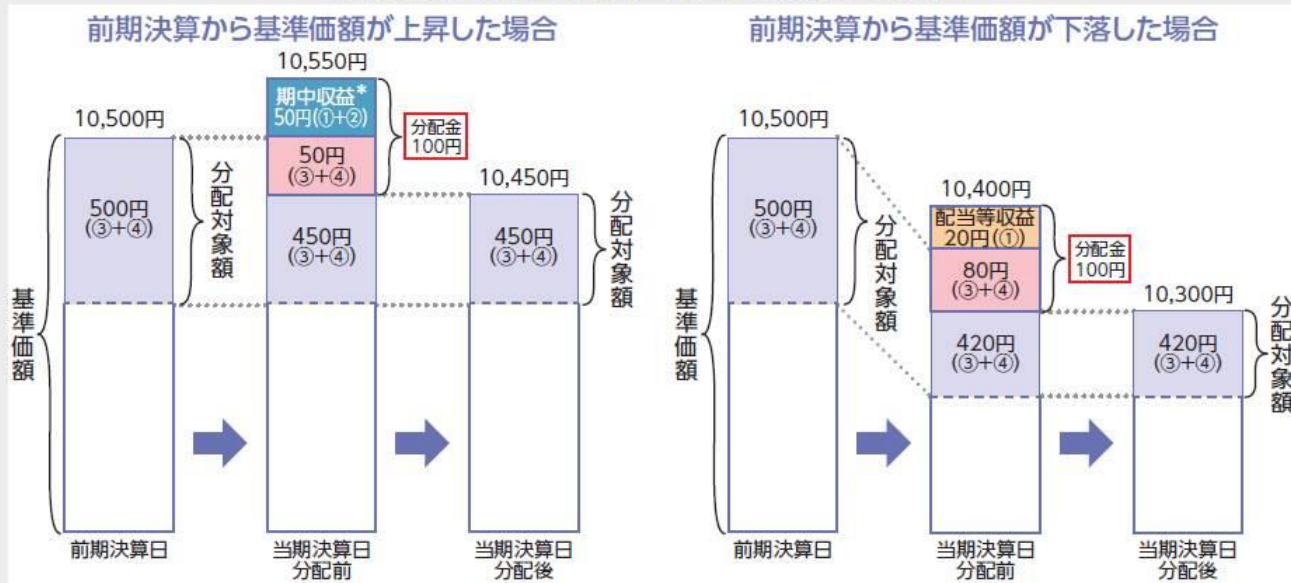 前期決算から基準価額が上昇した場合
10,550円
期中収益*
50円(①+②)
分配金
100円
10,500円
50円
(③+④)
10,450円
500円
(③+④)
分配対象額
450円
(③+④)
450円
(③+④)
分配対象額
基準価額
前期決算日
当期決算日
分配前
当期決算日
分配後
前期決算から基準価額が下落した場合
10,500円
10,400円
500円
(③+④)
分配対象額
配当等収益
20円(①)
分配金
100円
80円
(③+④)
10,300円
420円
(③+④)
420円
(③+④)
分配対象額
基準価額
前期決算日
当期決算日
分配前
当期決算日
分配後